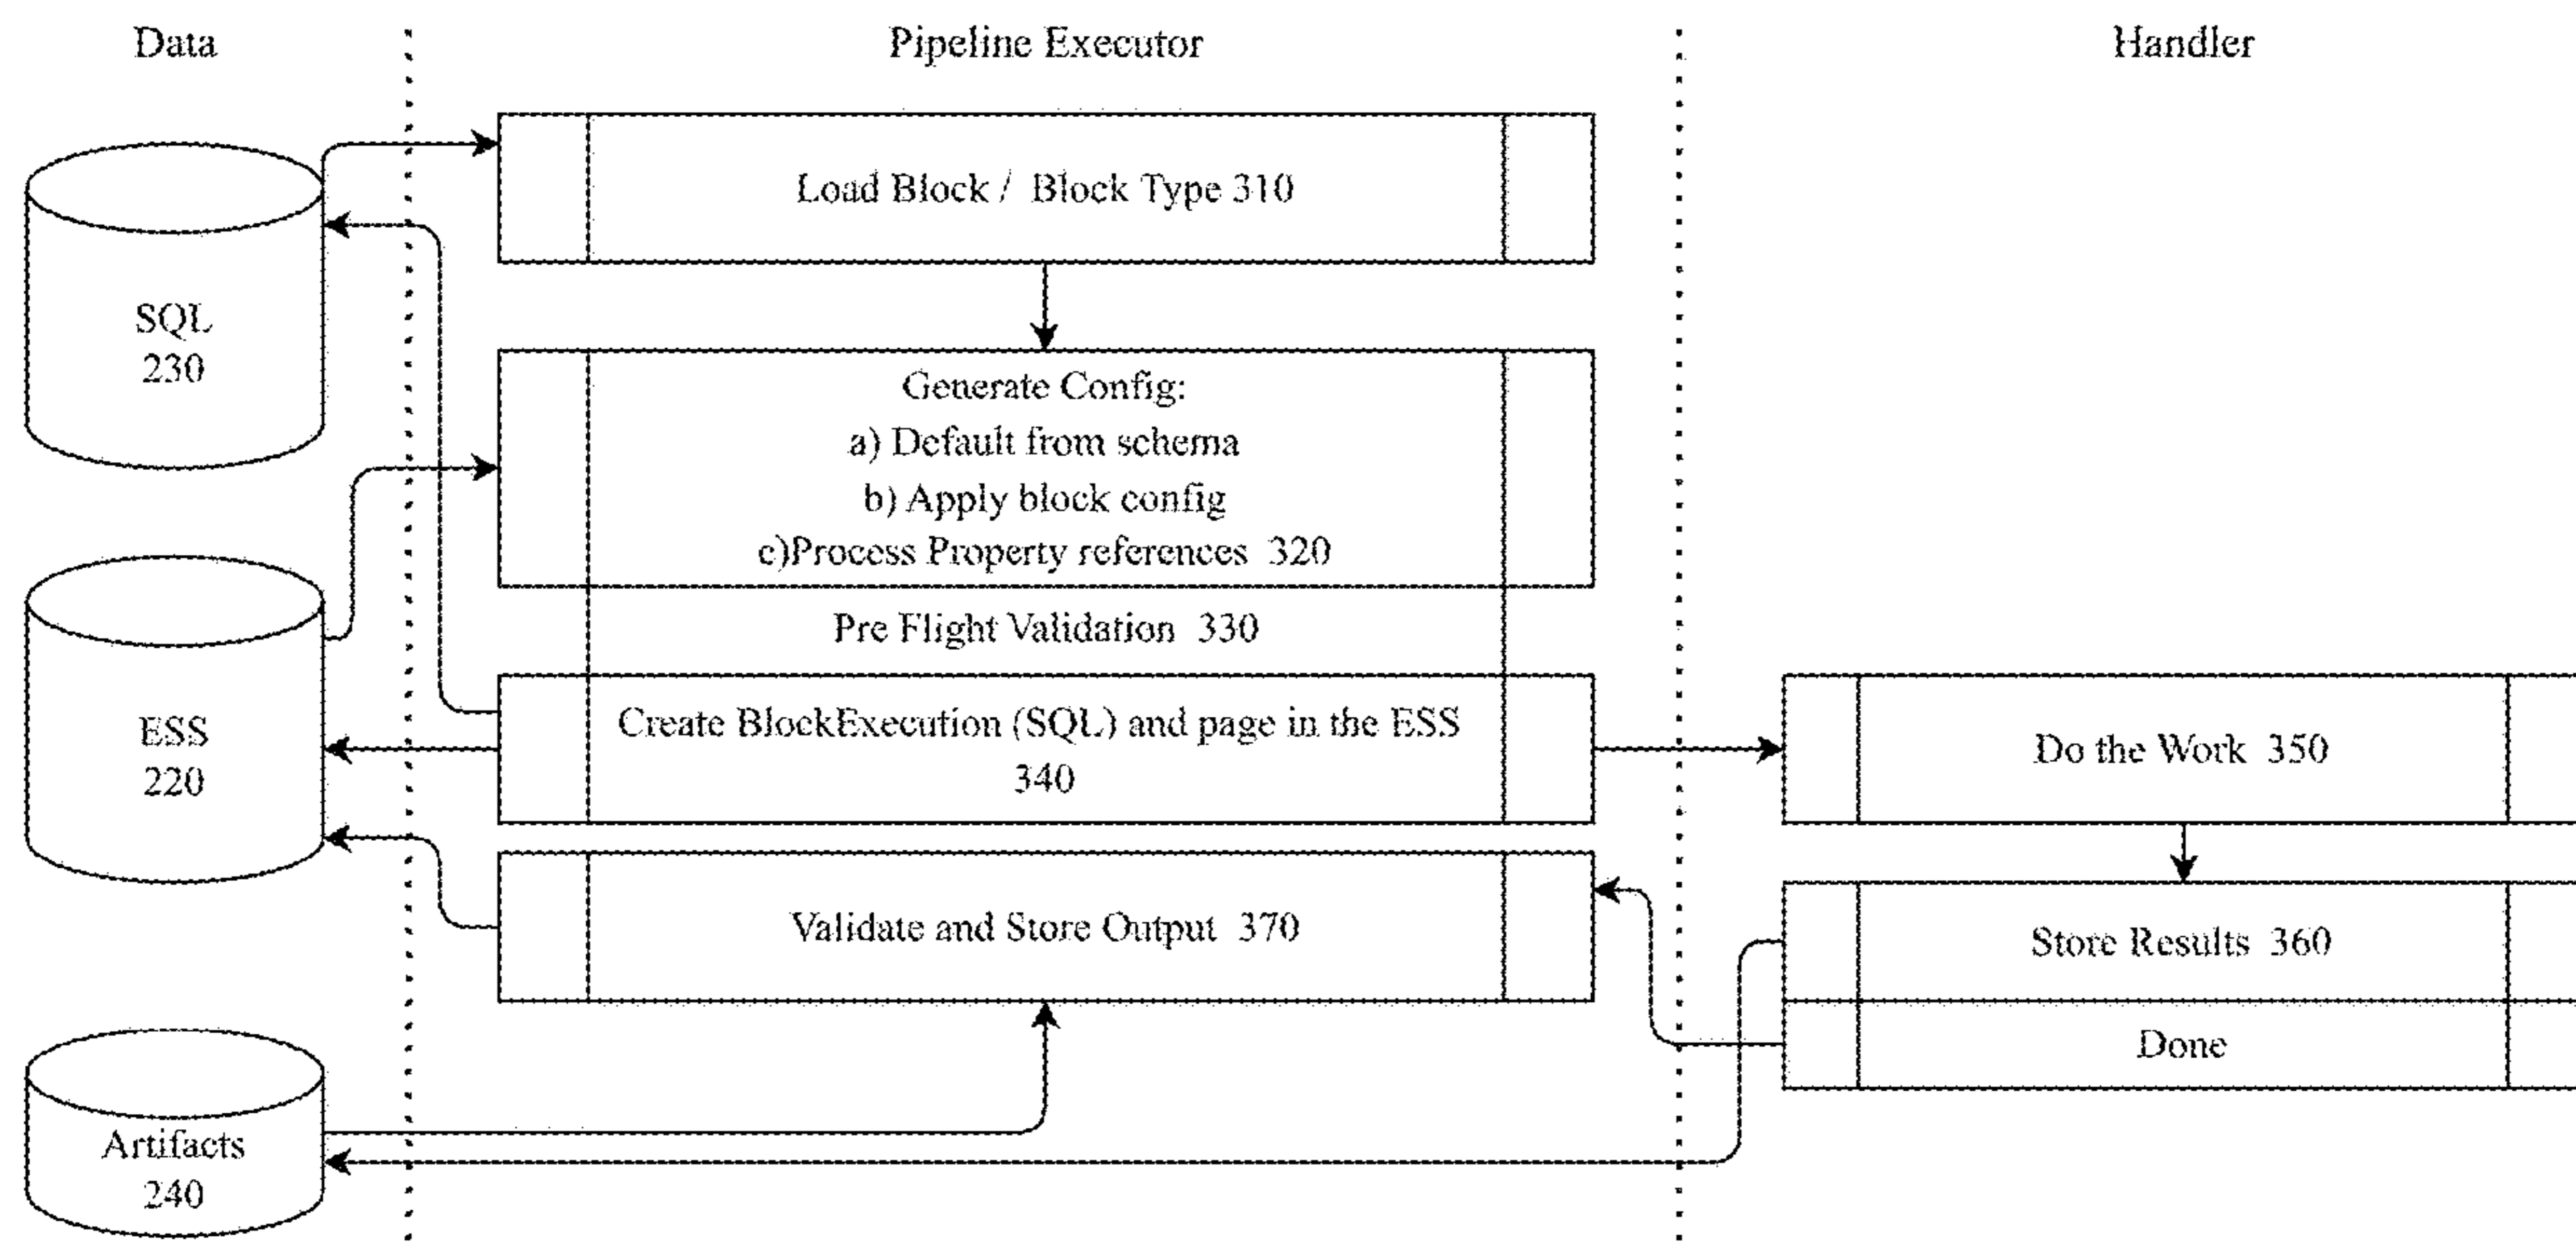 Data
Pipeline Executor
Handler
Load Block / Block Type 310
SQL
230
Generate Config:
a) Default from schema
b) Apply block config
c)Process Property references 320
Pre Flight Validation 330
ESS
220
Create BlockExecution (SQL) and page in the ESS
340
Do the Work 350
Validate and Store Output 370
Store Results 360
Done
Artifacts
240